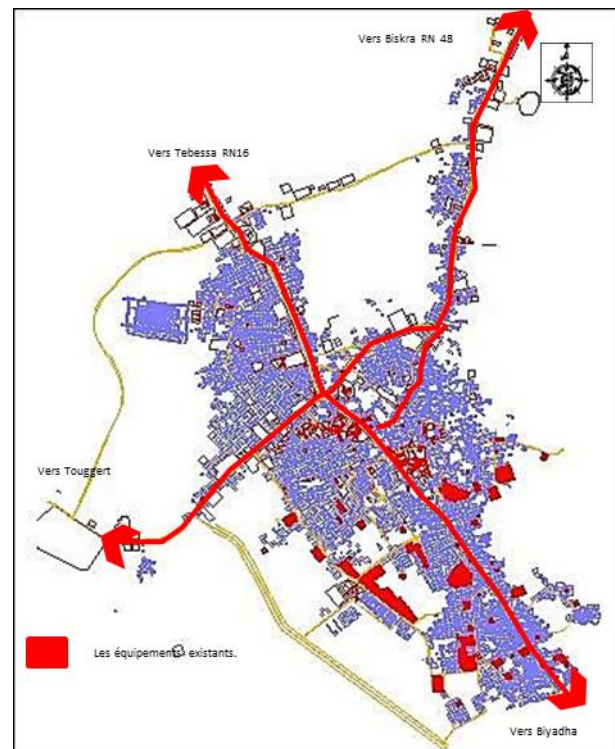 Vers Biskra RN 48
Vers Tebessa RN16
Vers Touggert
Les équipements existants.
Vers Biyadha